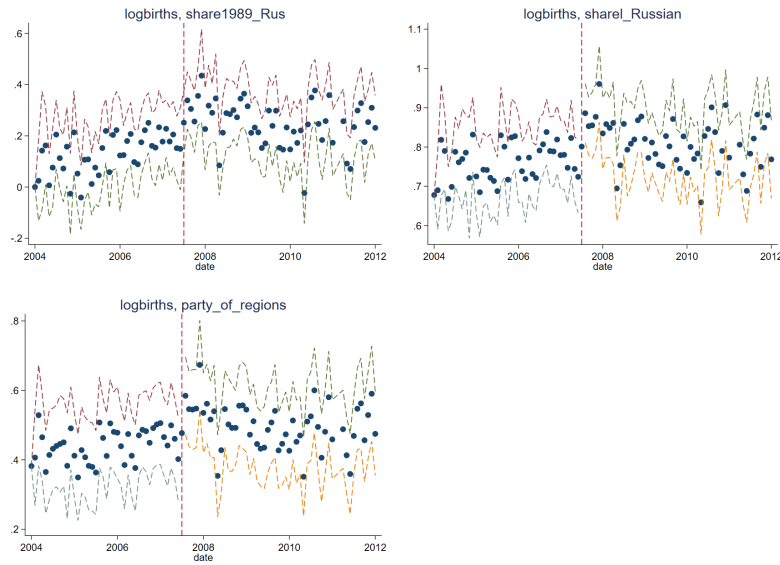 logbirths, share1989_Rus
.6
.4
.2
0
-.2
2004 2006 2008 2010 2012
date
logbirths, sharel_Russian
1.1
1
.9
.8
.7
.6
2004 2006 2008 2010 2012
date
logbirths, party_of_regions
.8
.6
.4
.2
2004 2006 2008 2010 2012
date